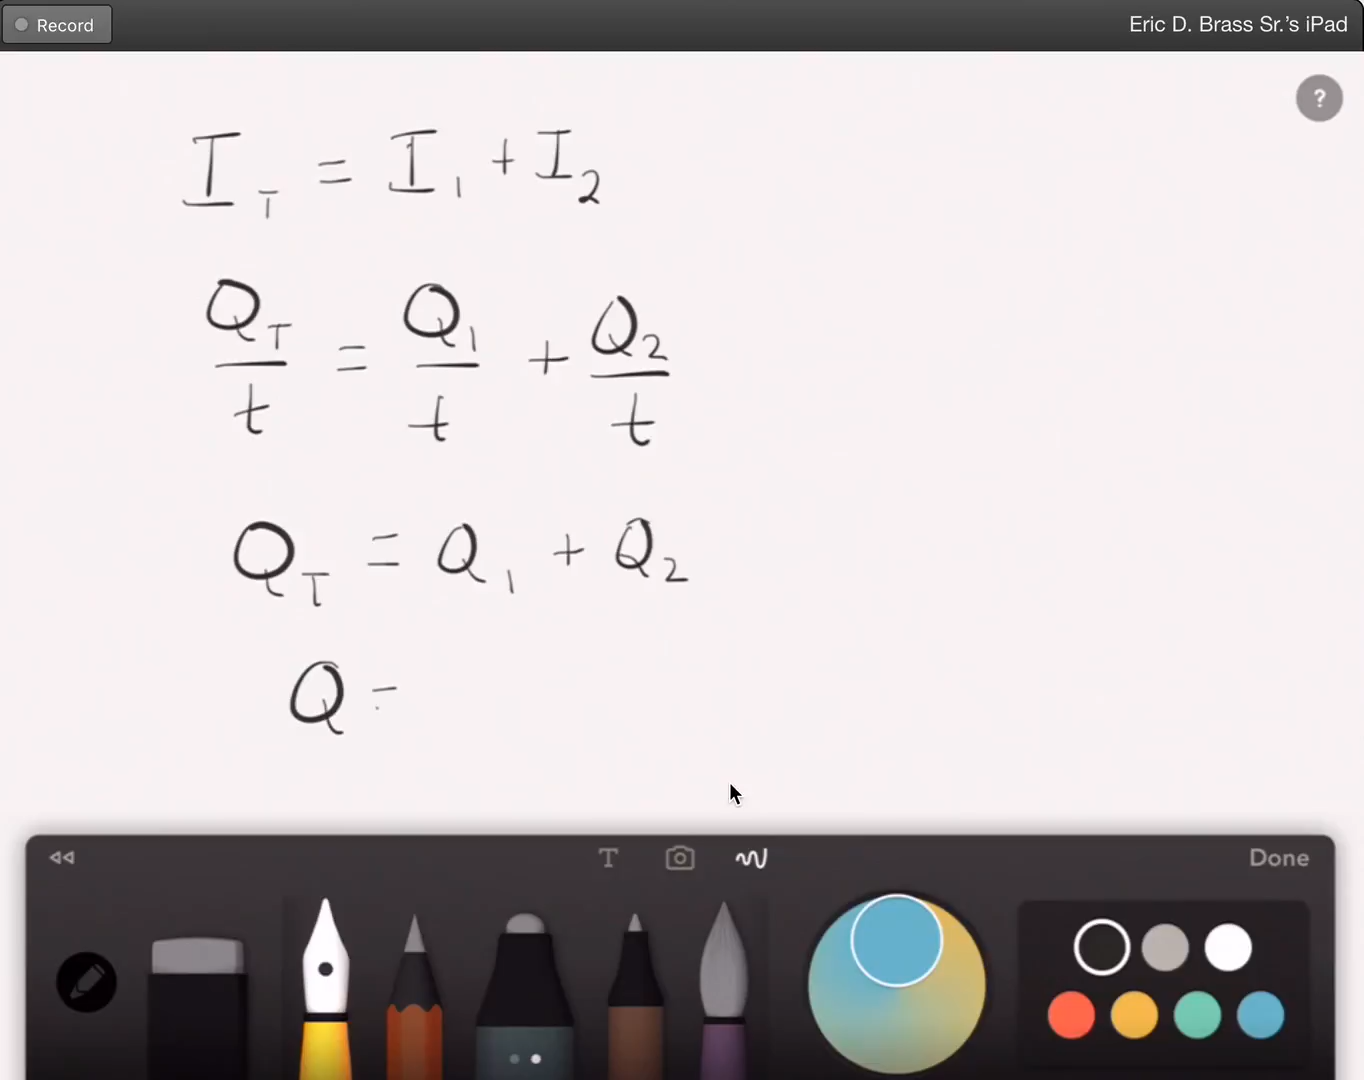 Record
Eric D. Brass Sr.'s iPad
?
I_T = I_1 + I_2
Q_T/t = Q_1/t + Q_2/t
Q_T = Q_1 + Q_2
Q =
T
Done